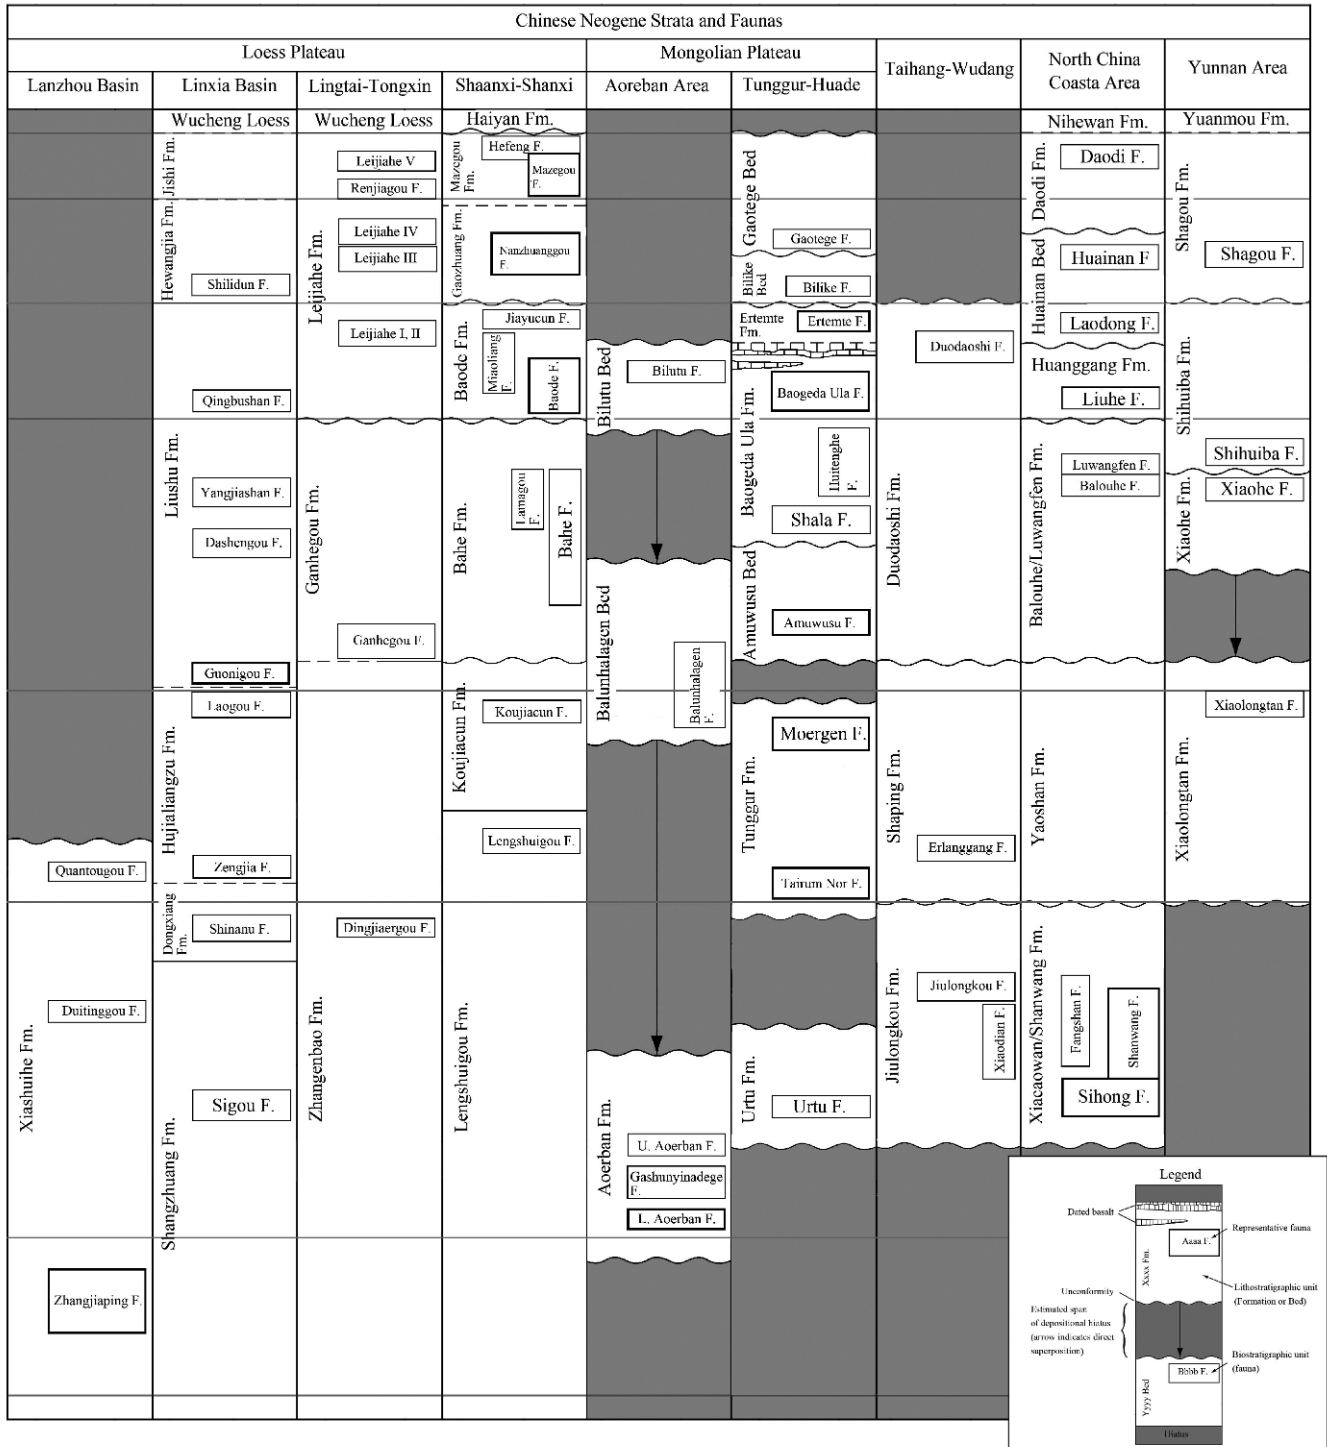 Chinese Neogene Strata and Faunas
Loess Plateau
Mongolian Plateau
Taihang-Wudang
North China
Coasta Area
Yunnan Area
Lanzhou Basin
Linxia Basin
Lingtai-Tongxin
Shaanxi-Shanxi
Aoreban Area
Tunggur-Huade
Quantougou F.
Xiashuihe Fm.
Duitinggou F.
Zhangjiaping F.
Wucheng Loess
Jishi Fm.
Hewangjia Fm.
Shilidun F.
Qingbushan F.
Liushu Fm.
Yangjiashan F.
Dashengou F.
Guonigou F.
Laogou F.
Hujialiangzu Fm.
Zengjia F.
Dongxiang
Fm.
Shinanu F.
Sigou F.
Shangzhuang Fm.
Wucheng Loess
Leijiahe V
Renjiagou F.
Leijiahe Fm.
Leijiahe IV
Leijiahe III
Leijiahe I, II
Ganhegou Fm.
Ganhegou F.
Dingjiaergou F.
Zhangenbao Fm.
Haiyan Fm.
Hefeng F.
Mazegou
Fm.
Mazegou
F.
Gaozhuang Fm.
Nanzhuanggou
F.
Jiayucun F.
Baode Fm.
Miaoliang
F.
Baode F.
Bahe Fm.
Lamagou
F.
Bahe F.
Koujiacun Fm.
Koujiacun F.
Lengshuigou F.
Lengshuigou Fm.
Bilutu Bed
Bilutu F.
Balunhalagen Bed
Balunhalagen
F.
Aoerban Fm.
U. Aoerban F.
Gashunyinadege
F.
L. Aoerban F.
Gaotege Bed
Gaotege F.
Bilike
Bed
Bilike F.
Ertemte
Fm.
Ertemte F.
Baogeda Ula F.
Baogeda Ula Fm.
Huitenghe
F.
Shala F.
Amuwusu Bed
Amuwusu F.
Moergen F.
Tunggur Fm.
Tairum Nor F.
Urtu Fm.
Urtu F.
Duodaoshi F.
Duodaoshi Fm.
Shaping Fm.
Erlanggang F.
Jiulongkou Fm.
Jiulongkou F.
Xiaodian F.
Nihewan Fm.
Daodi Fm.
Daodi F.
Huainan Bed
Huainan F
Laodong F.
Huanggang Fm.
Liuhe F.
Balouhe/Luwangfen Fm.
Luwangfen F.
Balouhe F.
Yaoshan Fm.
Xiacaowan/Shanwang Fm.
Fangshan F.
Shanwang F.
Sihong F.
Yuanmou Fm.
Shagou Fm.
Shagou F.
Shihuiba Fm.
Shihuiba F.
Xiaohe Fm.
Xiaohe F.
Xiaolongtan F.
Xiaolongtan Fm.
Legend
Dated basalt
Aaaa F.
Representative fauna
Xxxx Fm.
Lithostratigraphic unit
(Formation or Bed)
Unconformity
Estimated span
of depositional hiatus
(arrow indicates direct
superposition)
Biostratigraphic unit
(fauna)
Bbbb F.
Yyyy Bed
Hiatus